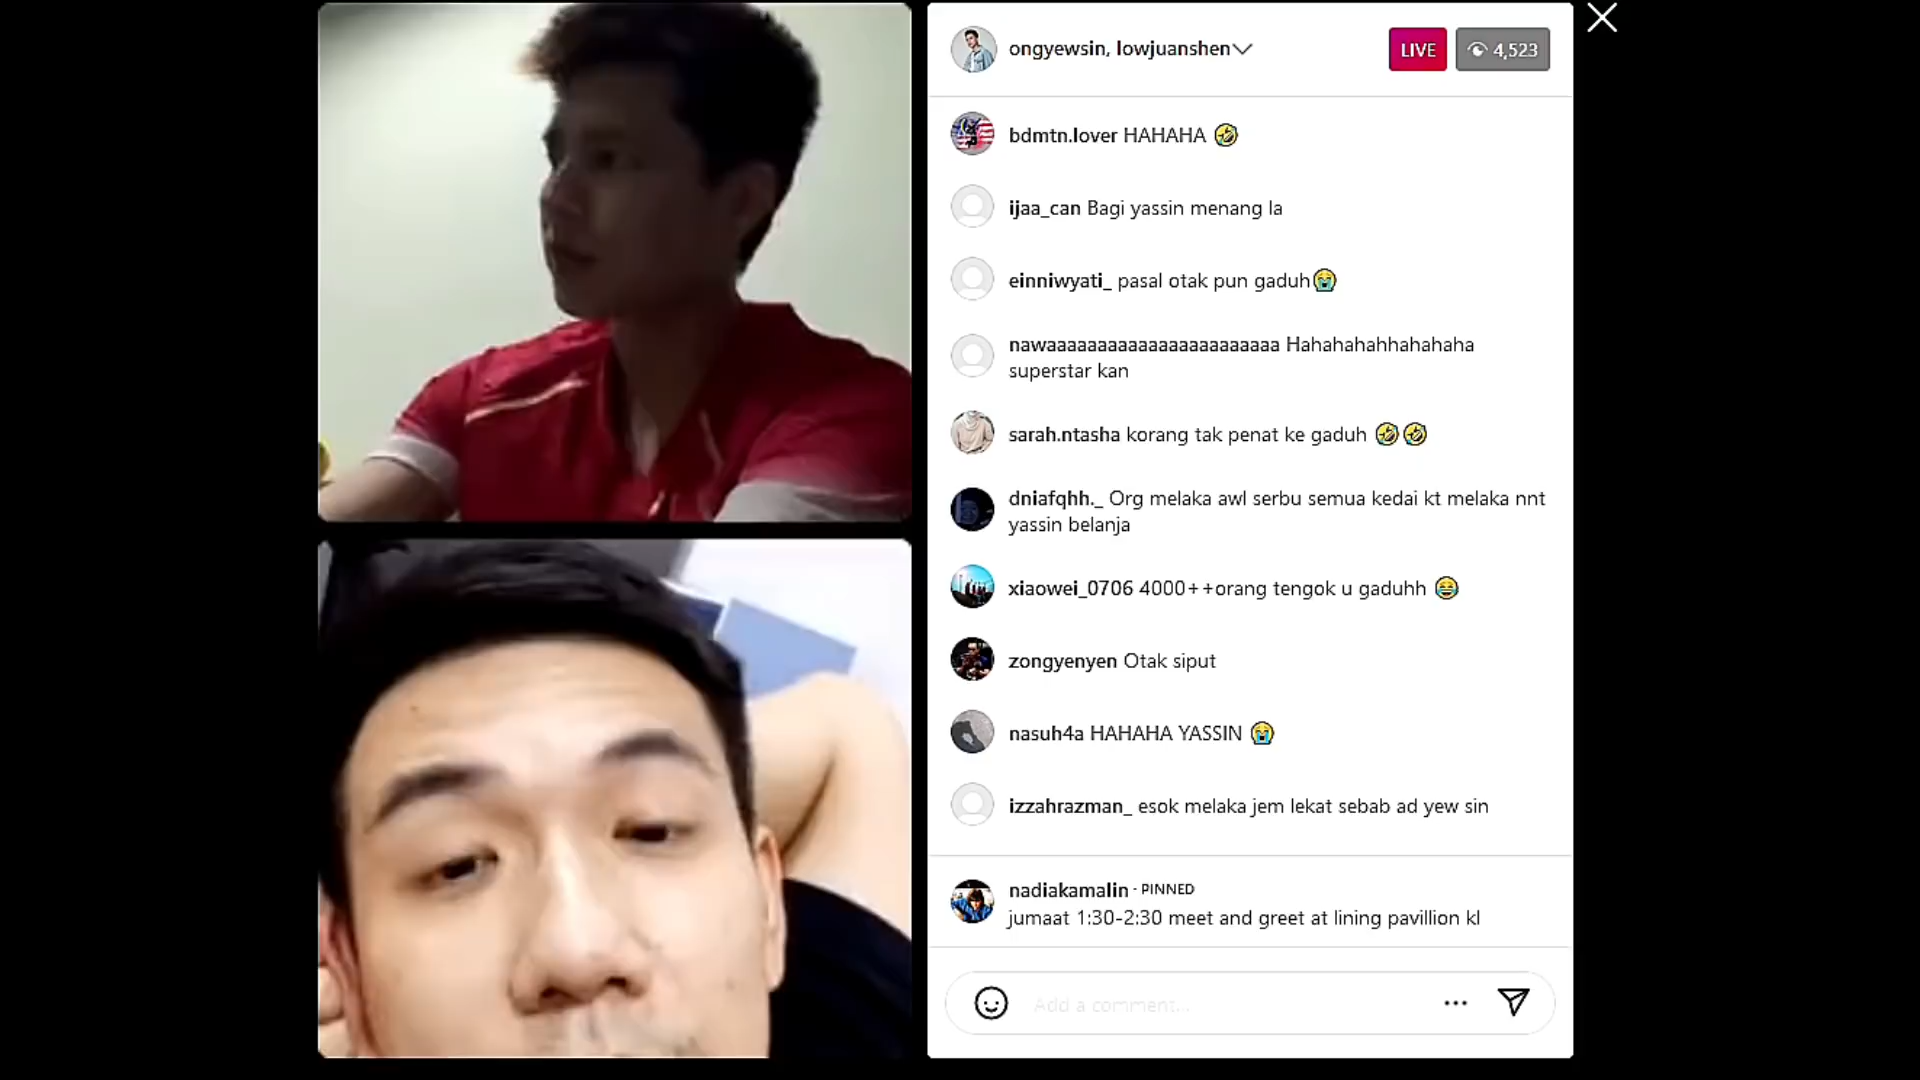 ongyewsin, lowjuanshen
LIVE
4,523
bdmtn.lover HAHAHA 🤣
ijaa_can Bagi yassin menang la
einniwyati_ pasal otak pun gaduh😭
nawaaaaaaaaaaaaaaaaaaaaaaa Hahahahahhahahaha
superstar kan
sarah.ntasha korang tak penat ke gaduh 🤣🤣
dniafqhh._ Org melaka awl serbu semua kedai kt melaka nnt
yassin belanja
xiaowei_0706 4000++orang tengok u gaduhh 😂
zongyenyen Otak siput
nasuh4a HAHAHA YASSIN 😭
izzahrazman_ esok melaka jem lekat sebab ad yew sin
nadiakamalin · PINNED
jumaat 1:30-2:30 meet and greet at lining pavillion kl
Add a comment...